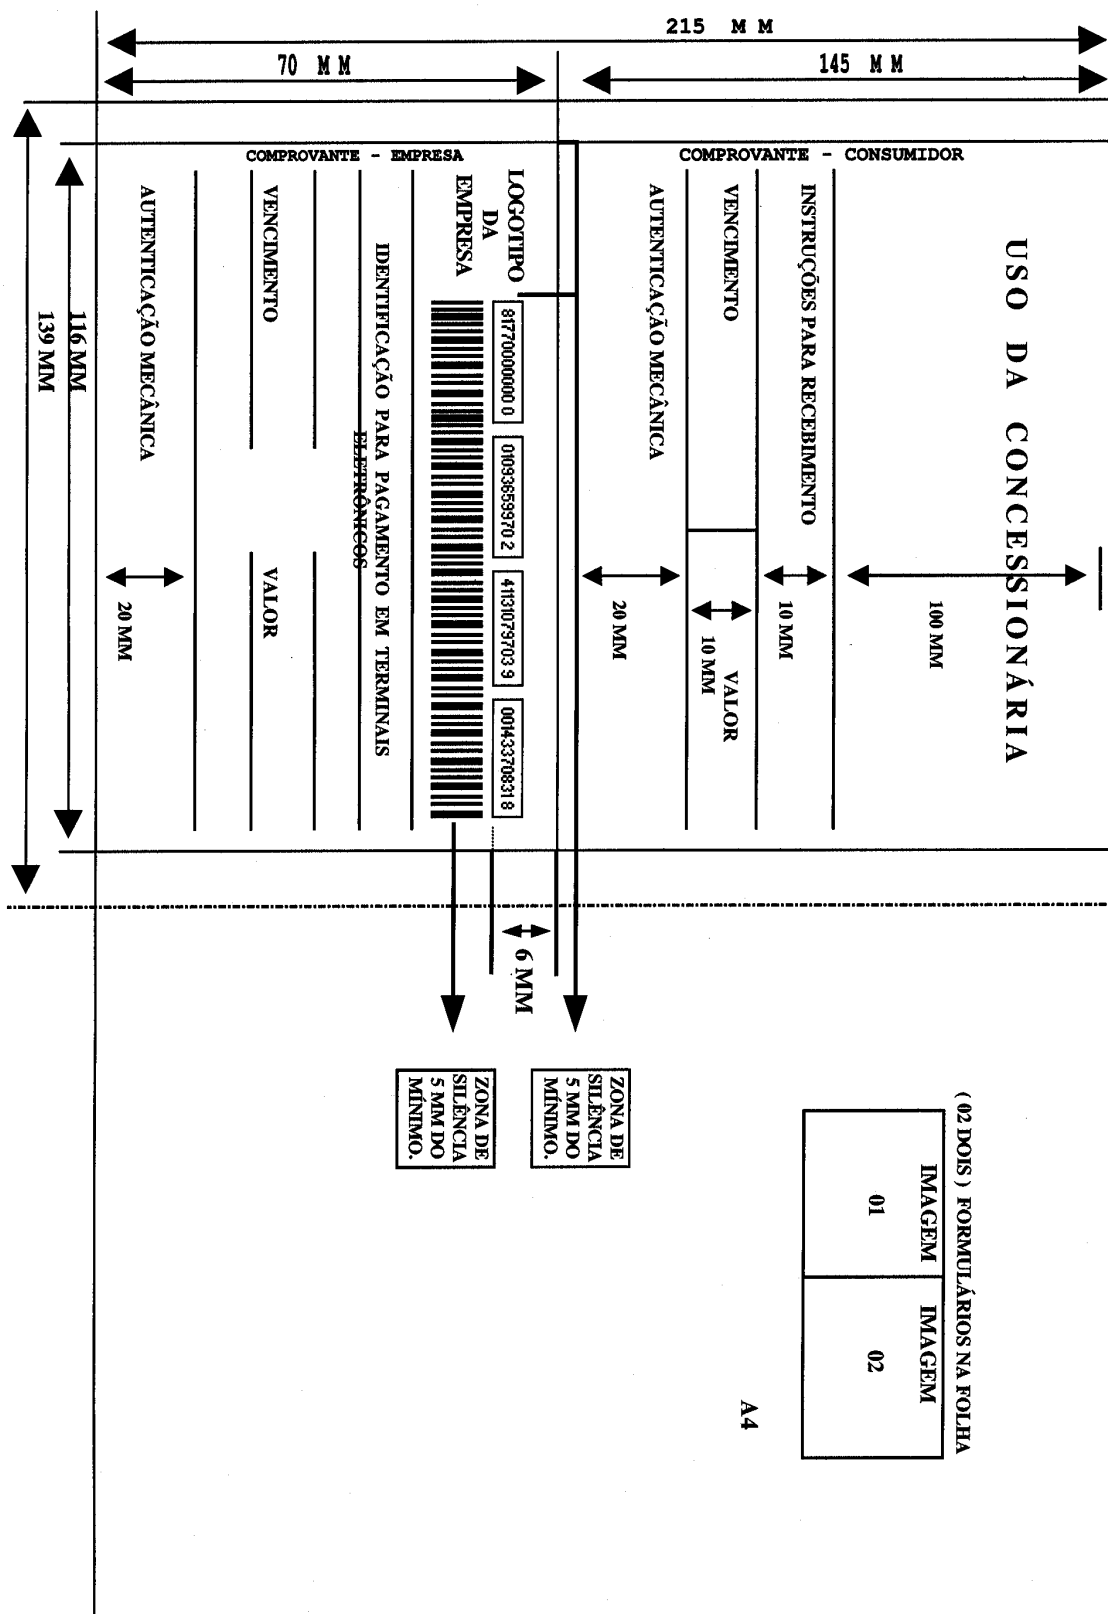 215 M M
145 M M
70 M M
COMPROVANTE - CONSUMIDOR
COMPROVANTE - EMPRESA
USO DA CONCESSIONÁRIA
100 MM
INSTRUÇÕES PARA RECEBIMENTO
10 MM
VENCIMENTO
VALOR
10 MM
AUTENTICAÇÃO MECÂNICA
20 MM
LOGOTIPO
DA
EMPRESA
81770000000 0
01093659970 2
41131079703 9
00143370831 8
IDENTIFICAÇÃO PARA PAGAMENTO EM TERMINAIS
ELETRÔNICOS
VENCIMENTO
VALOR
AUTENTICAÇÃO MECÂNICA
20 MM
116 MM
139 MM
6 MM
ZONA DE
SILÊNCIA
5 MM DO
MÍNIMO.
ZONA DE
SILÊNCIA
5 MM DO
MÍNIMO.
( 02 DOIS ) FORMULÁRIOS NA FOLHA
IMAGEM
01
IMAGEM
02
A4